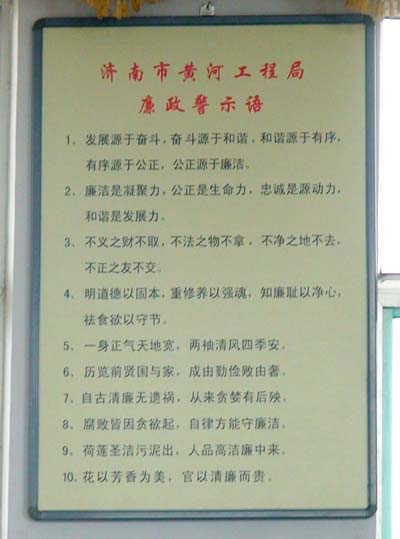 济南市黄河工程局
廉政警示语
1、发展源于奋斗，奋斗源于和谐，和谐源于有序，
有序源于公正，公正源于廉洁。
2、廉洁是凝聚力，公正是生命力，忠诚是源动力，
和谐是发展力。
3、不义之财不取，不法之物不拿，不净之地不去，
不正之友不交。
4、明道德以固本，重修养以强魂，知廉耻以净心，
祛食欲以守节。
5、一身正气天地宽，两袖清风四季安。
6、历览前贤国与家，成由勤俭败由奢。
7、自古清廉无遗祸，从来贪婪有后殃。
8、腐败皆因贪欲起，自律方能守廉洁。
9、荷莲圣洁污泥出，人品高洁廉中来。
10、花以芳香为美，官以清廉而贵。